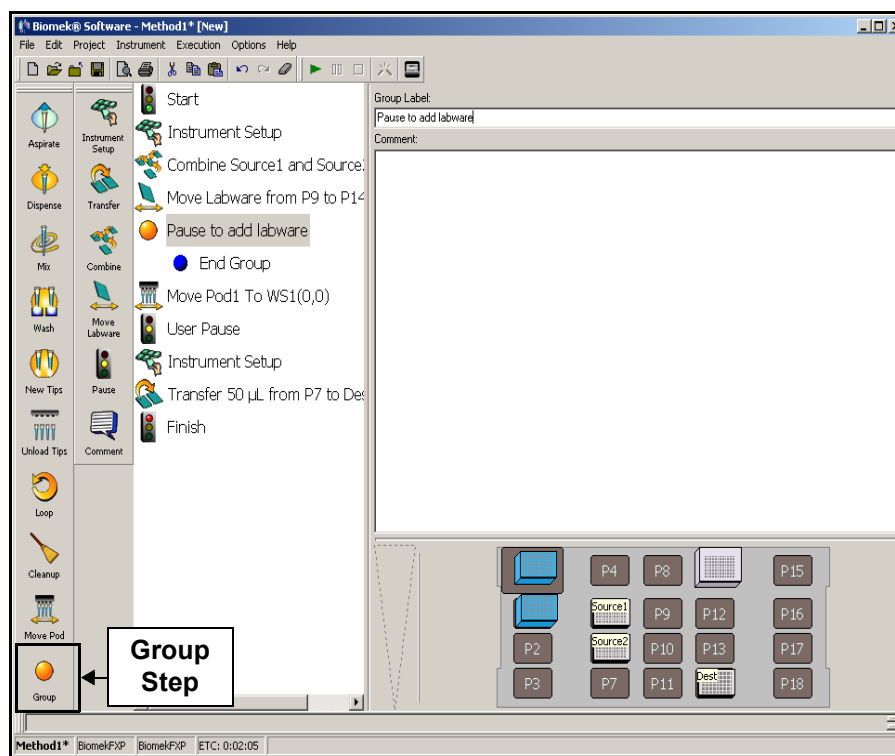 Biomek® Software - Method1* [New]
File Edit Project Instrument Execution Options Help
Aspirate
Dispense
Mix
Wash
New Tips
Unload Tips
Loop
Cleanup
Move Pod
Group
Instrument
Setup
Transfer
Combine
Move
Labware
Pause
Comment
Start
Instrument Setup
Combine Source1 and Source
Move Labware from P9 to P14
Pause to add labware
End Group
Move Pod1 To WS1(0,0)
User Pause
Instrument Setup
Transfer 50 µL from P7 to Des
Finish
Group Label:
Pause to add labware
Comment:
P4 P8 P15
Source1 P9 P12 P16
P2 Source2 P10 P13 P17
P3 P7 P11 Dest P18
Group
Step
Method1* BiomekFXP BiomekFXP ETC: 0:02:05